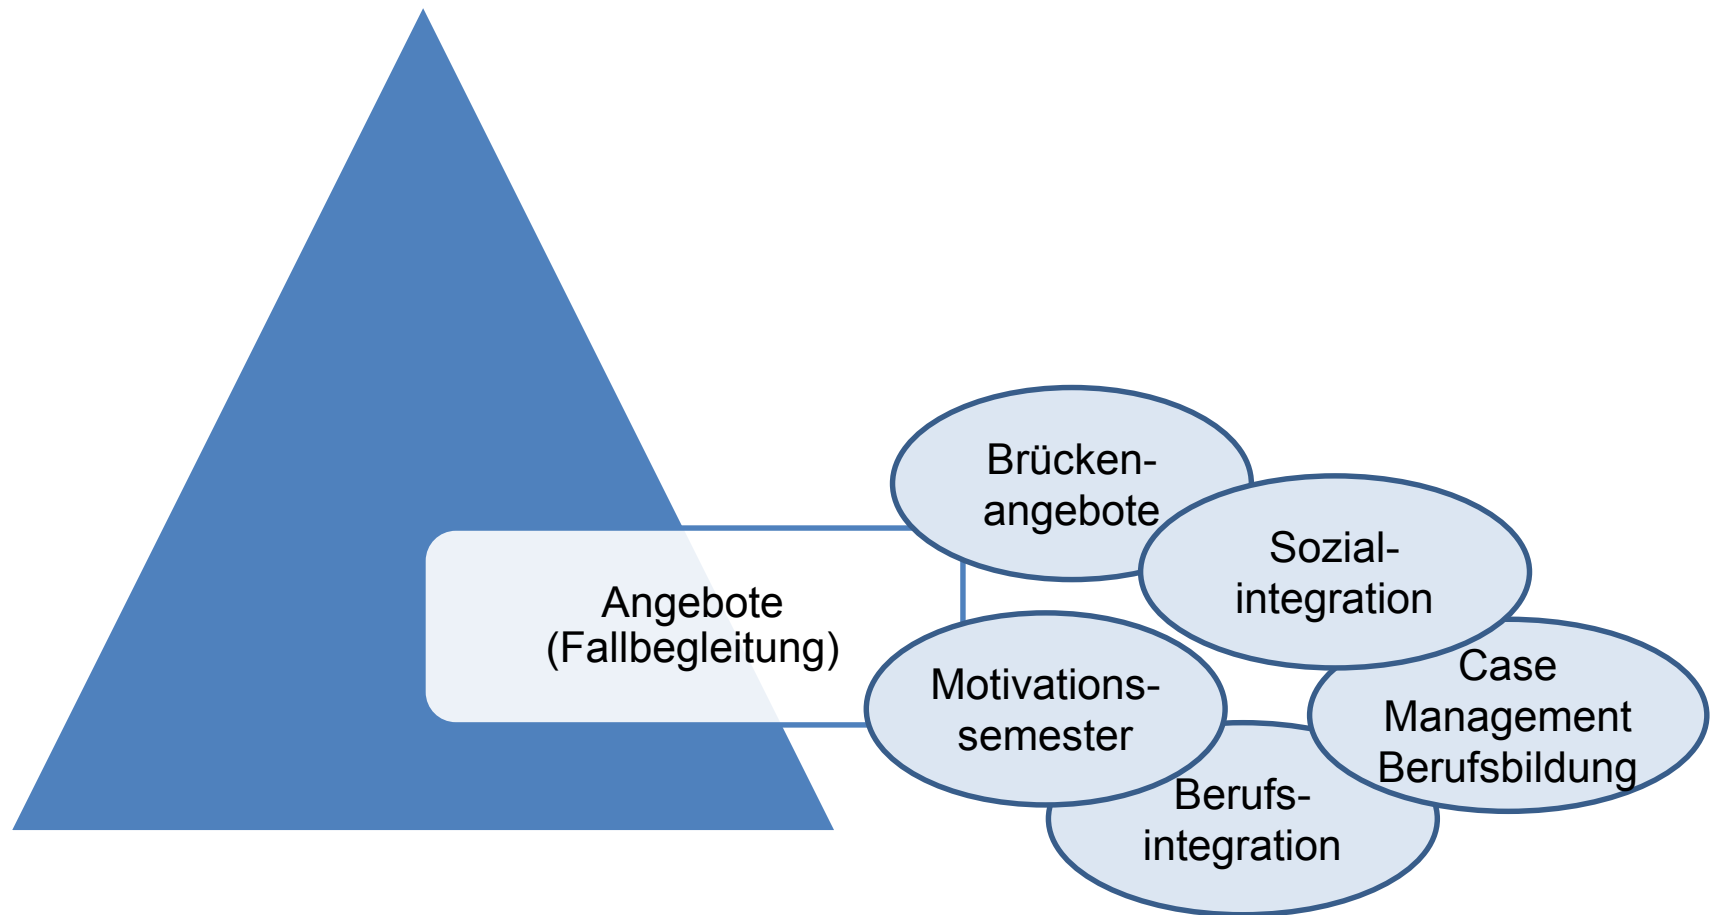 Angebote
(Fallbegleitung)
Brücken-
angebote
Sozial-
integration
Motivations-
semester
Case
Management
Berufsbildung
Berufs-
integration